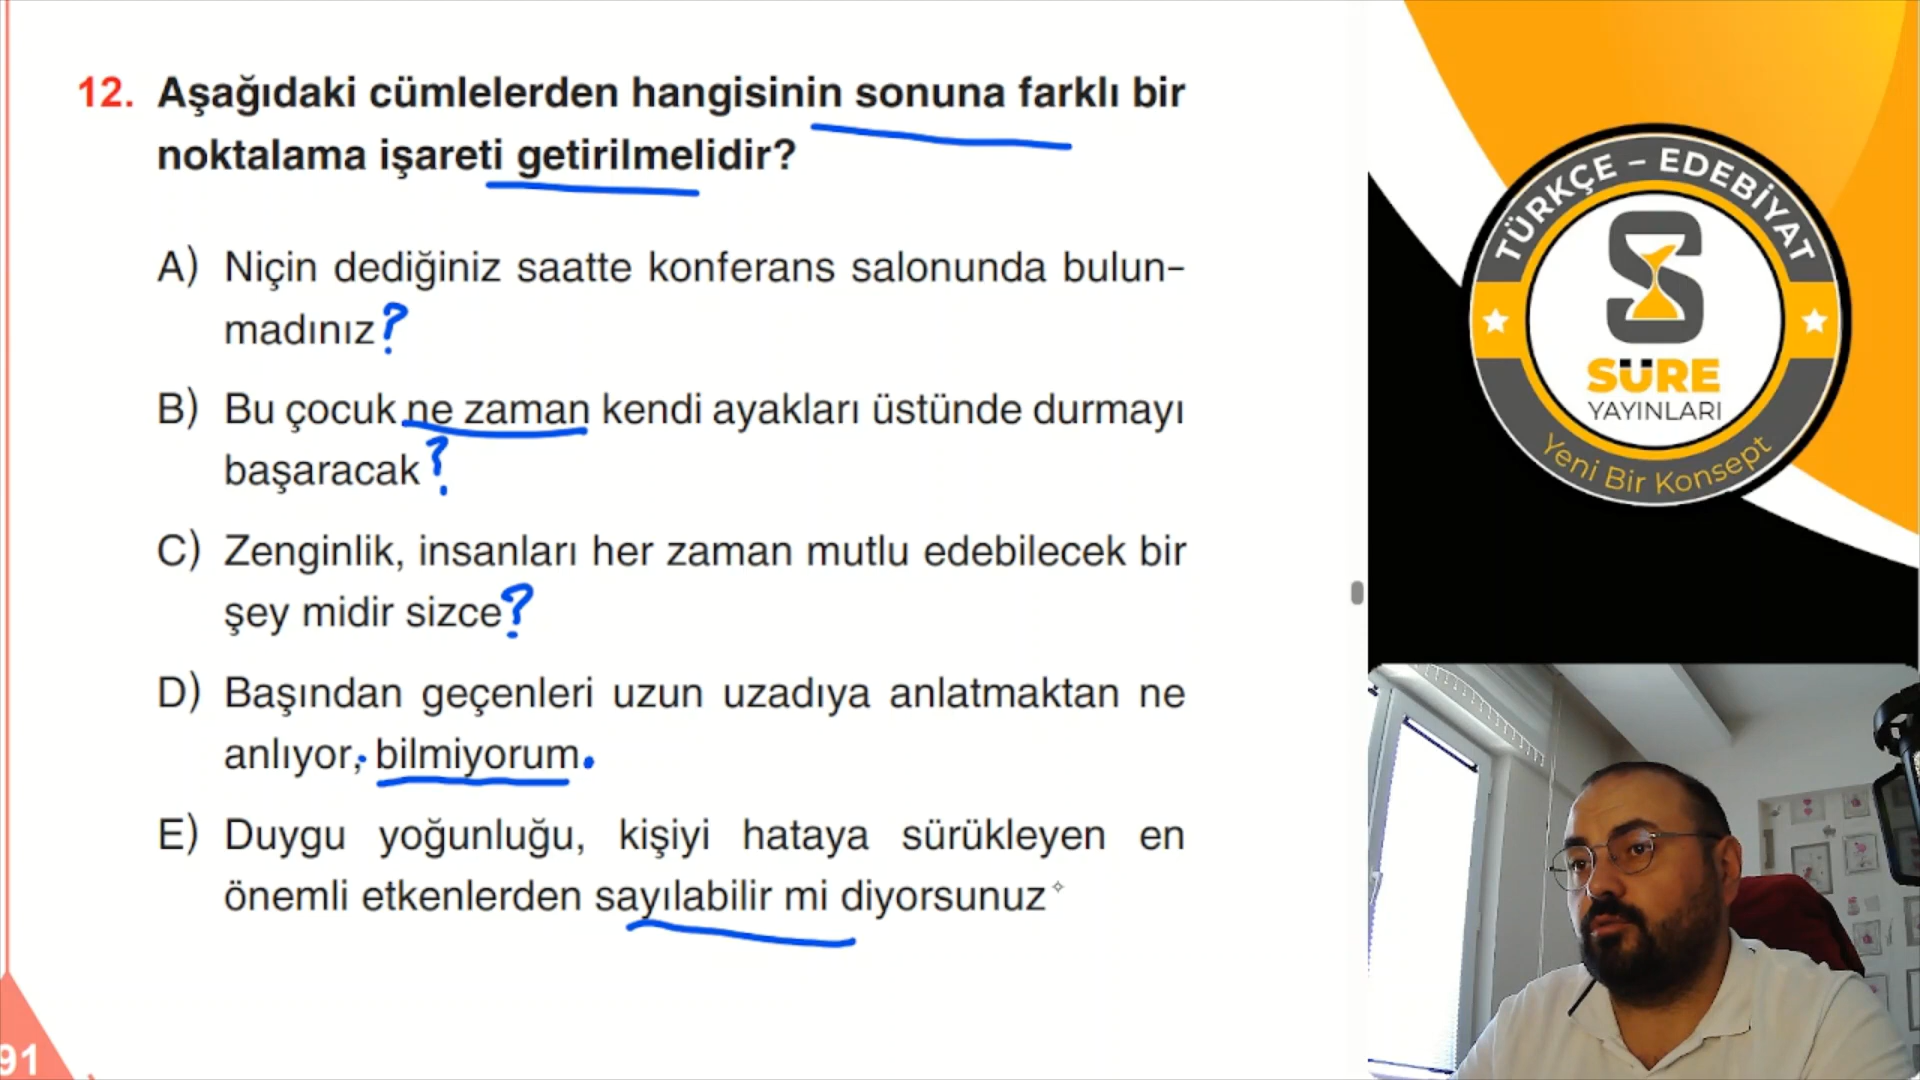 12. Aşağıdaki cümlelerden hangisinin sonuna farklı bir
noktalama işareti getirilmelidir?
A) Niçin dediğiniz saatte konferans salonunda bulun-
madınız?
B) Bu çocuk ne zaman kendi ayakları üstünde durmayı
başaracak?
C) Zenginlik, insanları her zaman mutlu edebilecek bir
şey midir sizce?
D) Başından geçenleri uzun uzadıya anlatmaktan ne
anlıyor, bilmiyorum.
E) Duygu yoğunluğu, kişiyi hataya sürükleyen en
önemli etkenlerden sayılabilir mi diyorsunuz
91
TÜRKÇE – EDEBİYAT
S
SÜRE
YAYINLARI
Yeni Bir Konsept